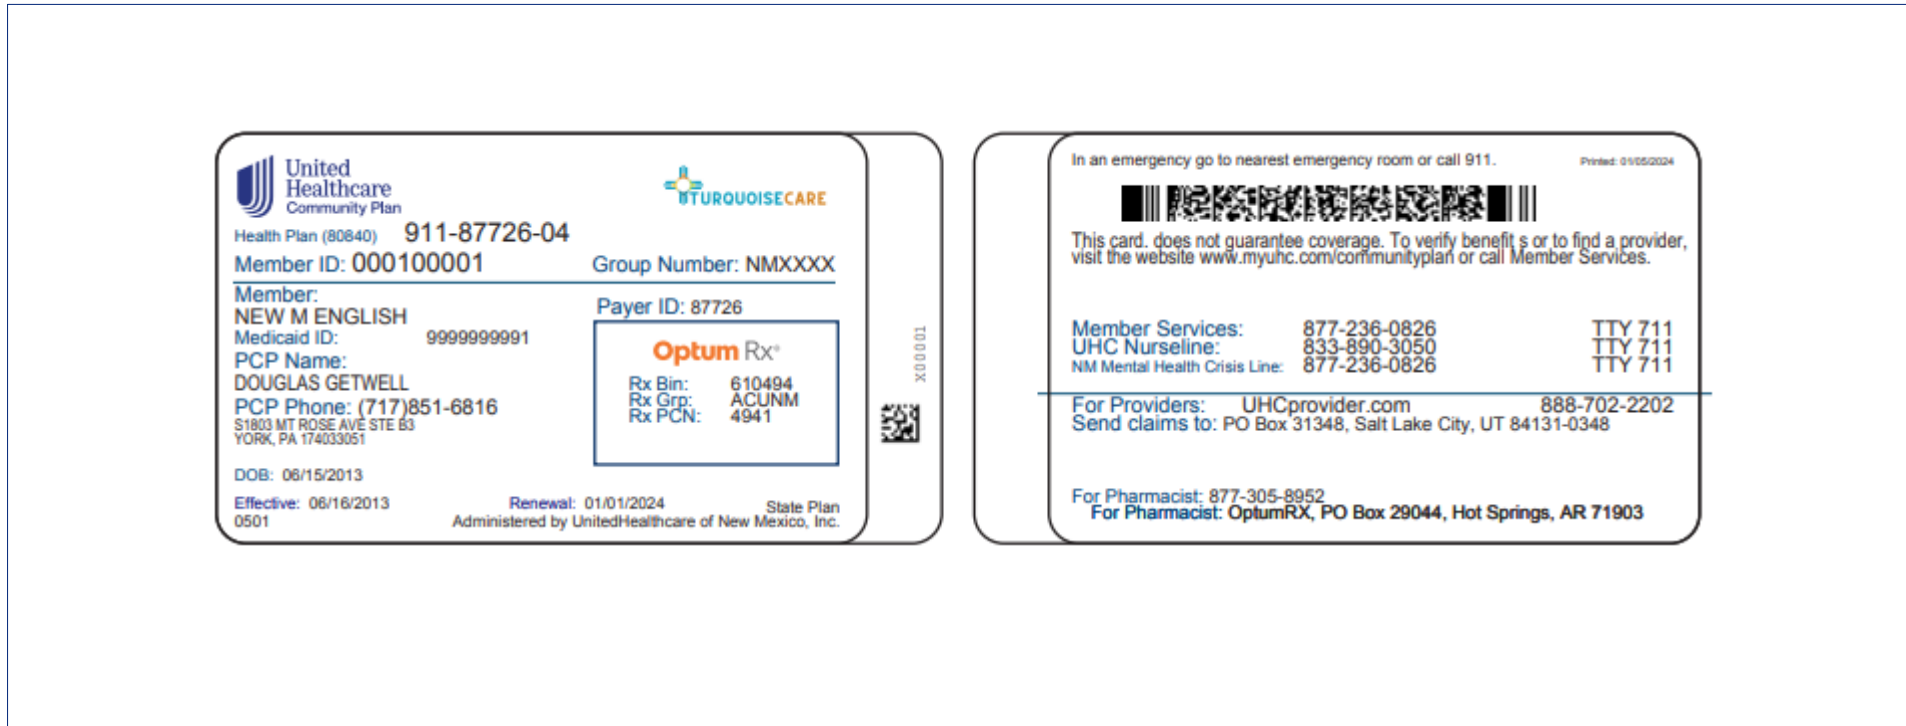 United
Healthcare
Community Plan
TURQUOISECARE
Health Plan (80840) 911-87726-04
Member ID: 000100001 Group Number: NMXXXX
Member:
NEW M ENGLISH
Medicaid ID: 9999999991
PCP Name:
DOUGLAS GETWELL
PCP Phone: (717)851-6816
S1803 MT ROSE AVE STE B3
YORK, PA 174033051
Payer ID: 87726
Optum Rx®
Rx Bin: 610494
Rx Grp: ACUNM
Rx PCN: 4941
DOB: 06/15/2013
Effective: 06/16/2013 Renewal: 01/01/2024 State Plan
0501 Administered by UnitedHealthcare of New Mexico, Inc.
X00001
In an emergency go to nearest emergency room or call 911. Printed: 01/05/2024
This card. does not guarantee coverage. To verify benefit s or to find a provider,
visit the website www.myuhc.com/communityplan or call Member Services.
Member Services: 877-236-0826 TTY 711
UHC Nurseline: 833-890-3050 TTY 711
NM Mental Health Crisis Line: 877-236-0826 TTY 711
For Providers: UHCprovider.com 888-702-2202
Send claims to: PO Box 31348, Salt Lake City, UT 84131-0348
For Pharmacist: 877-305-8952
For Pharmacist: OptumRX, PO Box 29044, Hot Springs, AR 71903